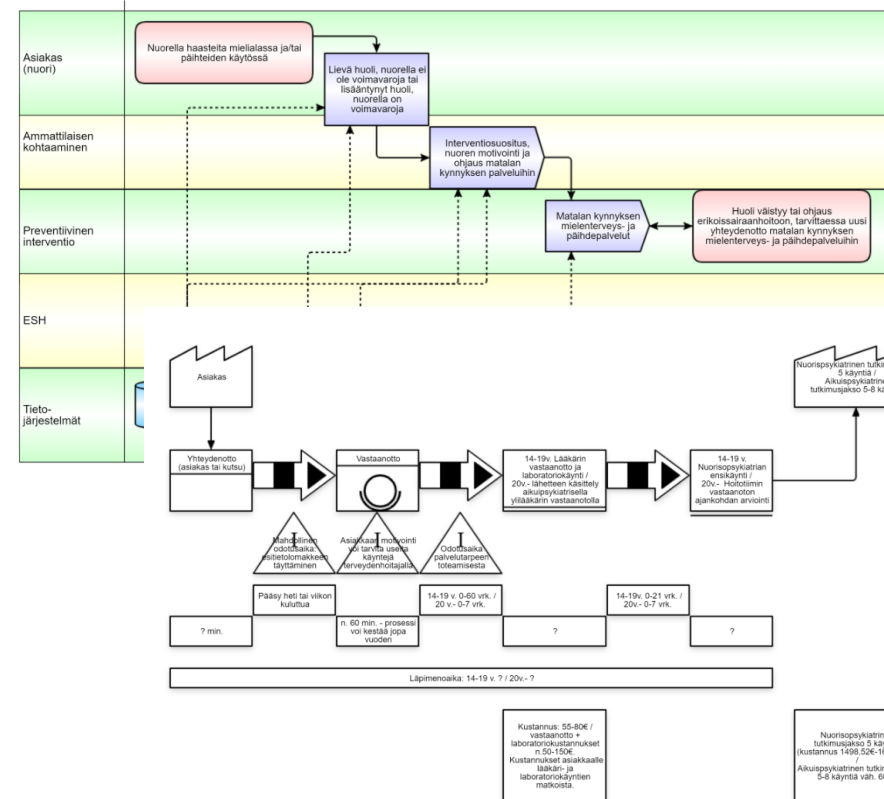 Asiakas
(nuori)
Nuorella haasteita mielialassa ja/tai
päihteiden käytössä
Lievä huoli, nuorella ei
ole voimavaroja tai
lisääntynyt huoli,
nuorella on
voimavaroja
Ammattilaisen
kohtaaminen
Interventiosuositus,
nuoren motivointi ja
ohjaus matalan
kynnyksen palveluihin
Preventiivinen
interventio
Matalan kynnyksen
mielenterveys- ja
päihdepalvelut
Huoli väistyy tai ohjaus
erikoissairaanhoitoon, tarvittaessa uusi
yhteydenotto matalan kynnyksen
mielenterveys- ja päihdepalveluihin
ESH
Tieto-
järjestelmät
Asiakas
Nuorispsykiatrinen
5 käyntiä /
tutkimusjakso 5-8
Yhteydenotto
(asiakas tai kutsu)
Vastaanotto
14-19v. Lääkärin
vastaanotto ja
laboratoriokäynti /
20v.- lähetteen käsittely
aikuipsykiatrisella
ylilääkärin vastaanotolla
14-19 v.
Nuorisopsykiatrian
ensikäynti /
20v.- Hoitotiimin
vastaanoton
ajankohdan arviointi
I
Mahdollinen
odotusaika:
esitietolomakkeen
täyttäminen
I
Asiakkaan motivointi
voi tarvita useita
käyntejä
terveydenhoitajalla
I
Odotusaika
palvelutarpeen
toteamisesta
Pääsy heti tai viikon
kuluttua
14-19 v. 0-60 vrk. /
20 v.- 0-7 vrk.
14-19v. 0-21 vrk. /
20v.- 0-7 vrk.
? min.
n. 60 min. - prosessi
voi kestää jopa
vuoden
?
?
Läpimenoaika: 14-19 v. ? / 20v.- ?
Kustannus: 55-80€ /
vastaanotto +
laboratoriokustannukset
n.50-150€.
Kustannukset asiakkaalle
lääkäri- ja
laboratoriokäyntien
matkoista.
tutkimusjakso 5
(kustannus 1498,52€
/
Aikuispsykiatrinen
5-8 käyntiä väh.